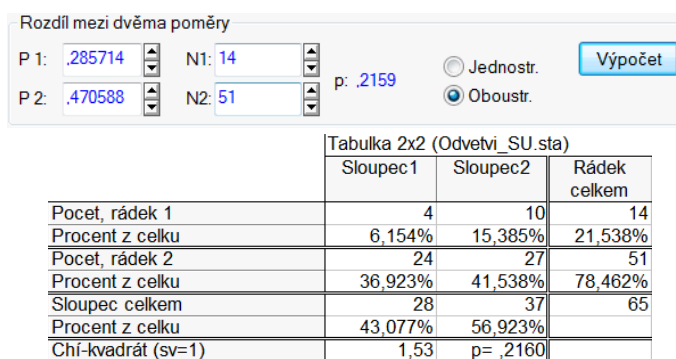 Rozdíl mezi dvěma poměry
P 1: ,285714 N1: 14 p: ,2159 Jednostr. Výpočet
P 2: ,470588 N2: 51 Oboustr.
Tabulka 2x2 (Odvetvi_SU.sta)
Sloupec1 Sloupec2 Rádek celkem
Pocet, rádek 1 4 10 14
Procent z celku 6,154% 15,385% 21,538%
Pocet, rádek 2 24 27 51
Procent z celku 36,923% 41,538% 78,462%
Sloupec celkem 28 37 65
Procent z celku 43,077% 56,923%
Chí-kvadrát (sv=1) 1,53 p= ,2160